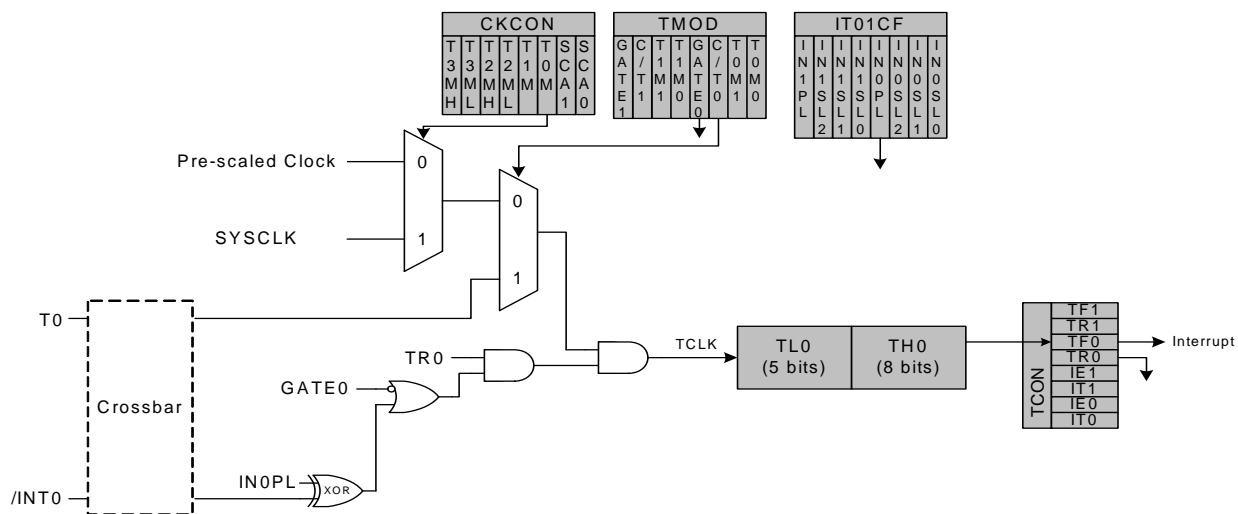 CKCON
TMOD
IT01CF
T3MH
T3ML
T2MH
T2ML
T1M
T0M
SCA1
SCA0
GATE1
C/T1
T1M1
T1M0
GATE0
C/T0
T0M1
T0M0
IN1PL
IN1SL2
IN1SL1
IN1SL0
IN0PL
IN0SL2
IN0SL1
IN0SL0
Pre-scaled Clock
0
SYSCLK
1
0
1
T0
Crossbar
/INT0
TR0
GATE0
IN0PL
XOR
TCLK
TL0
(5 bits)
TH0
(8 bits)
TCON
TF1
TR1
TF0
TR0
IE1
IT1
IE0
IT0
Interrupt